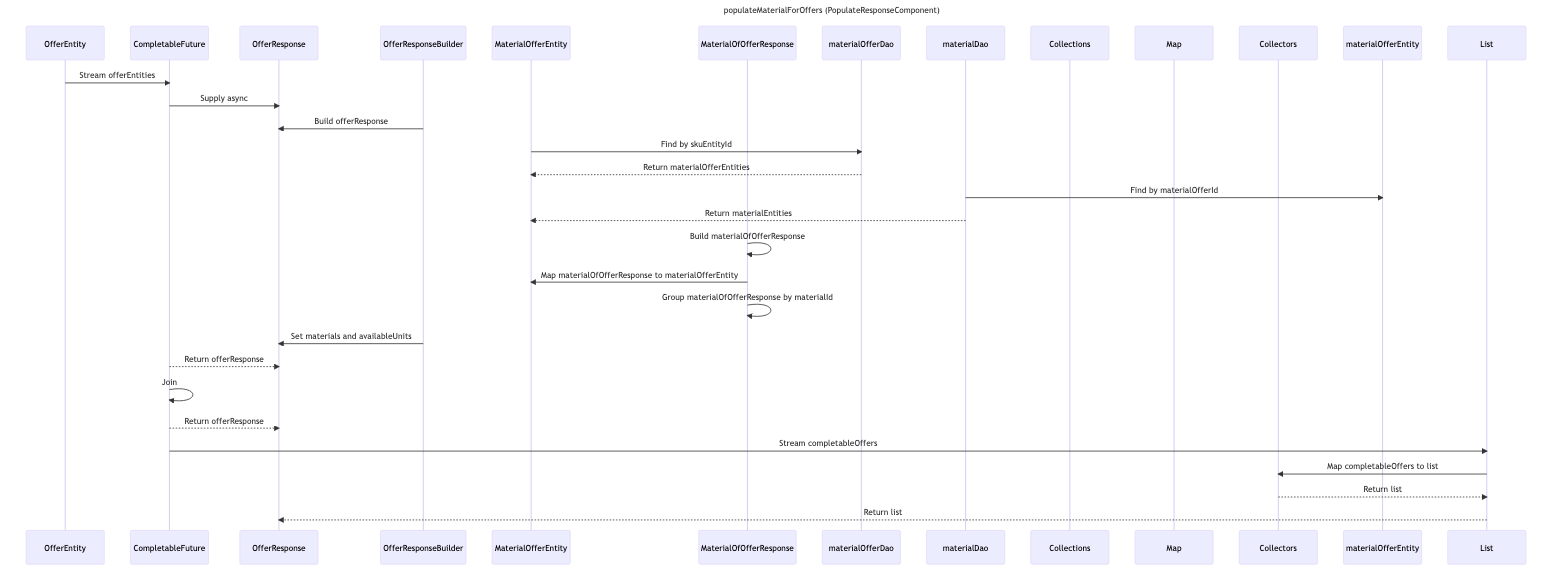 populateMaterialForOffers (PopulateResponseComponent)
OfferEntity
CompletableFuture
OfferResponse
OfferResponseBuilder
MaterialOfferEntity
MaterialOfOfferResponse
materialOfferDao
materialDao
Collections
Map
Collectors
materialOfferEntity
List
Stream offerEntities
Supply async
Build offerResponse
Find by skuEntityId
Return materialOfferEntities
Find by materialOfferId
Return materialEntities
Build materialOfOfferResponse
Map materialOfOfferResponse to materialOfferEntity
Group materialOfOfferResponse by materialId
Set materials and availableUnits
Return offerResponse
Join
Return offerResponse
Stream completableOffers
Map completableOffers to list
Return list
Return list
OfferEntity
CompletableFuture
OfferResponse
OfferResponseBuilder
MaterialOfferEntity
MaterialOfOfferResponse
materialOfferDao
materialDao
Collections
Map
Collectors
materialOfferEntity
List